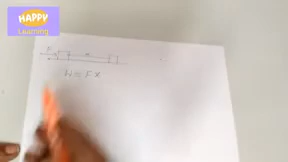 HAPPY
Learning
F
x
W = F x